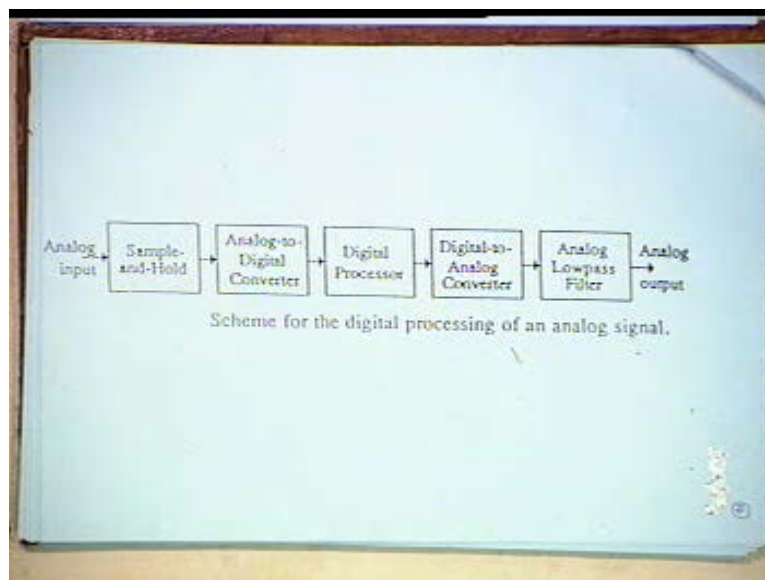 Analog
input
Sample-
and-Hold
Analog-to-
Digital
Converter
Digital
Processor
Digital-to-
Analog
Converter
Analog
Lowpass
Filter
Analog
output
Scheme for the digital processing of an analog signal.